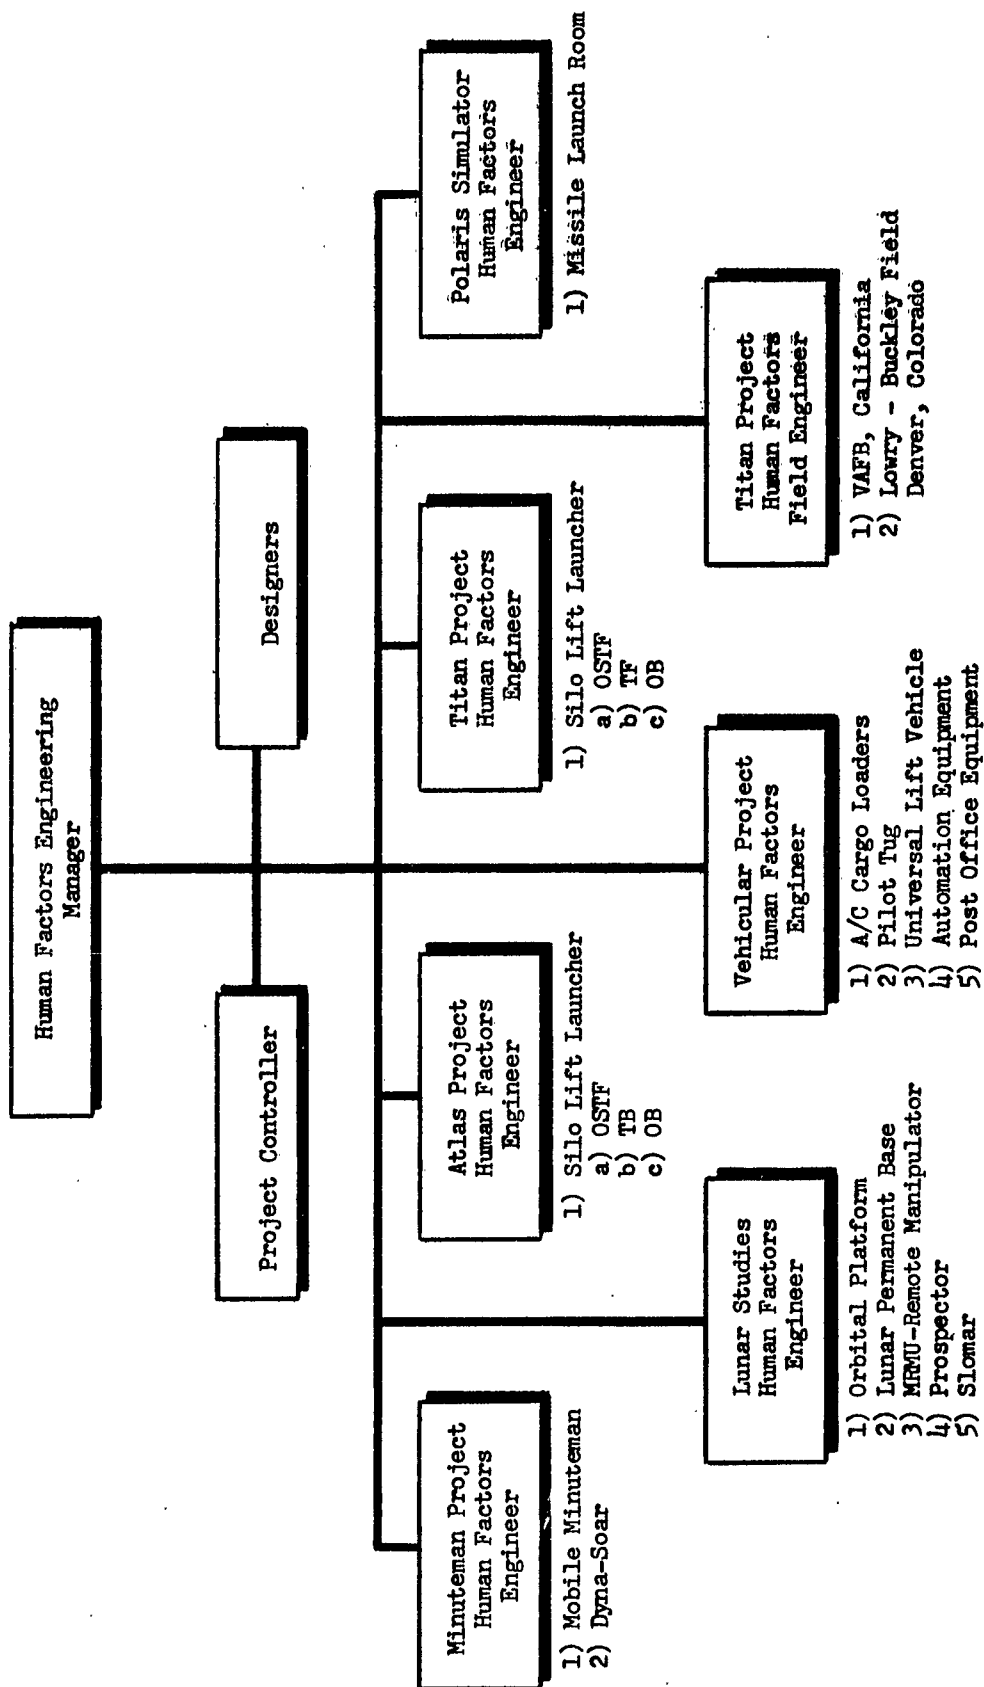 Human Factors Engineering
Manager
Project Controller
Designers
Minuteman Project
Human Factors
Engineer
1) Mobile Minuteman
2) Dyna-Soar
Atlas Project
Human Factors
Engineer
1) Silo Lift Launcher
a) OSTF
b) TB
c) OB
Titan Project
Human Factors
Engineer
1) Silo Lift Launcher
a) OSTF
b) TF
c) OB
Polaris Simulator
Human Factors
Engineer
1) Missile Launch Room
Lunar Studies
Human Factors
Engineer
1) Orbital Platform
2) Lunar Permanent Base
3) MRMU-Remote Manipulator
4) Prospector
5) Slomar
Vehicular Project
Human Factors
Engineer
1) A/C Cargo Loaders
2) Pilot Tug
3) Universal Lift Vehicle
4) Automation Equipment
5) Post Office Equipment
Titan Project
Human Factors
Field Engineer
1) VAFB, California
2) Lowry - Buckley Field
Denver, Colorado